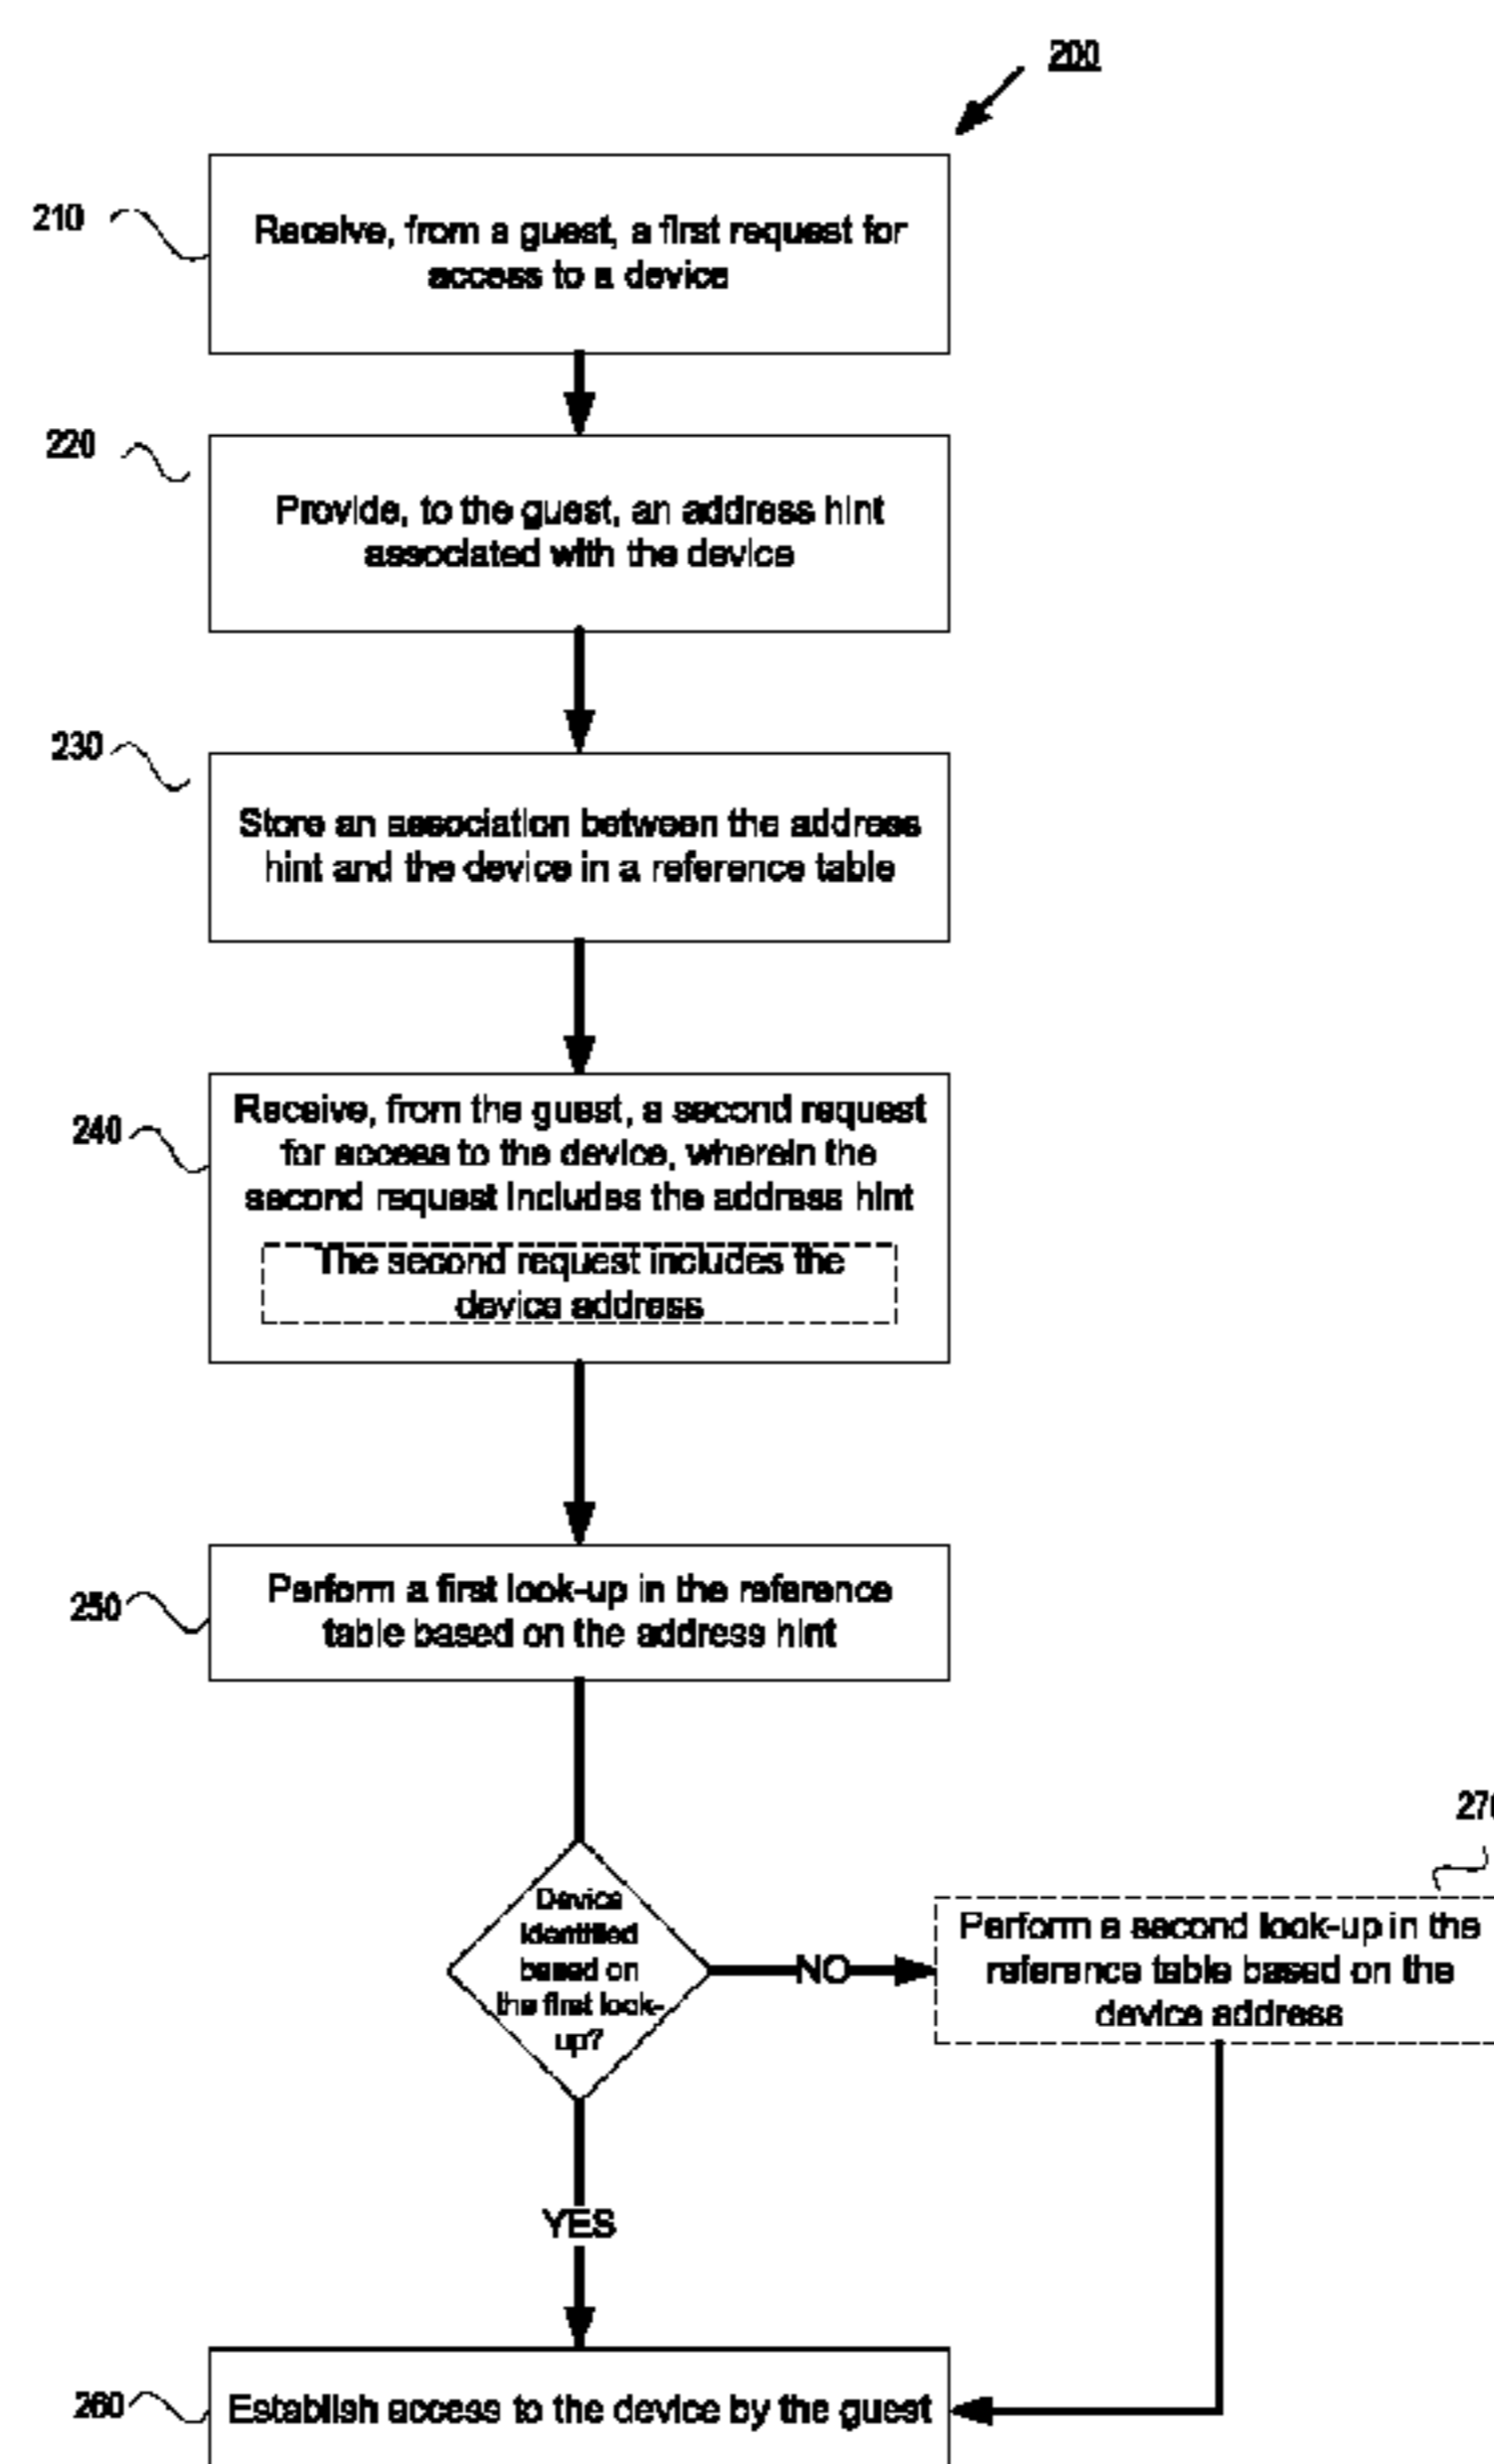 200
210
Receive, from a guest, a first request for
access to a device
220
Provide, to the guest, an address hint
associated with the device
230
Store an association between the address
hint and the device in a reference table
240
Receive, from the guest, a second request
for access to the device, wherein the
second request includes the address hint
The second request includes the
device address
250
Perform a first look-up in the reference
table based on the address hint
Device
identified
based on
the first look-
up?
NO
270
Perform a second look-up in the
reference table based on the
device address
YES
260
Establish access to the device by the guest